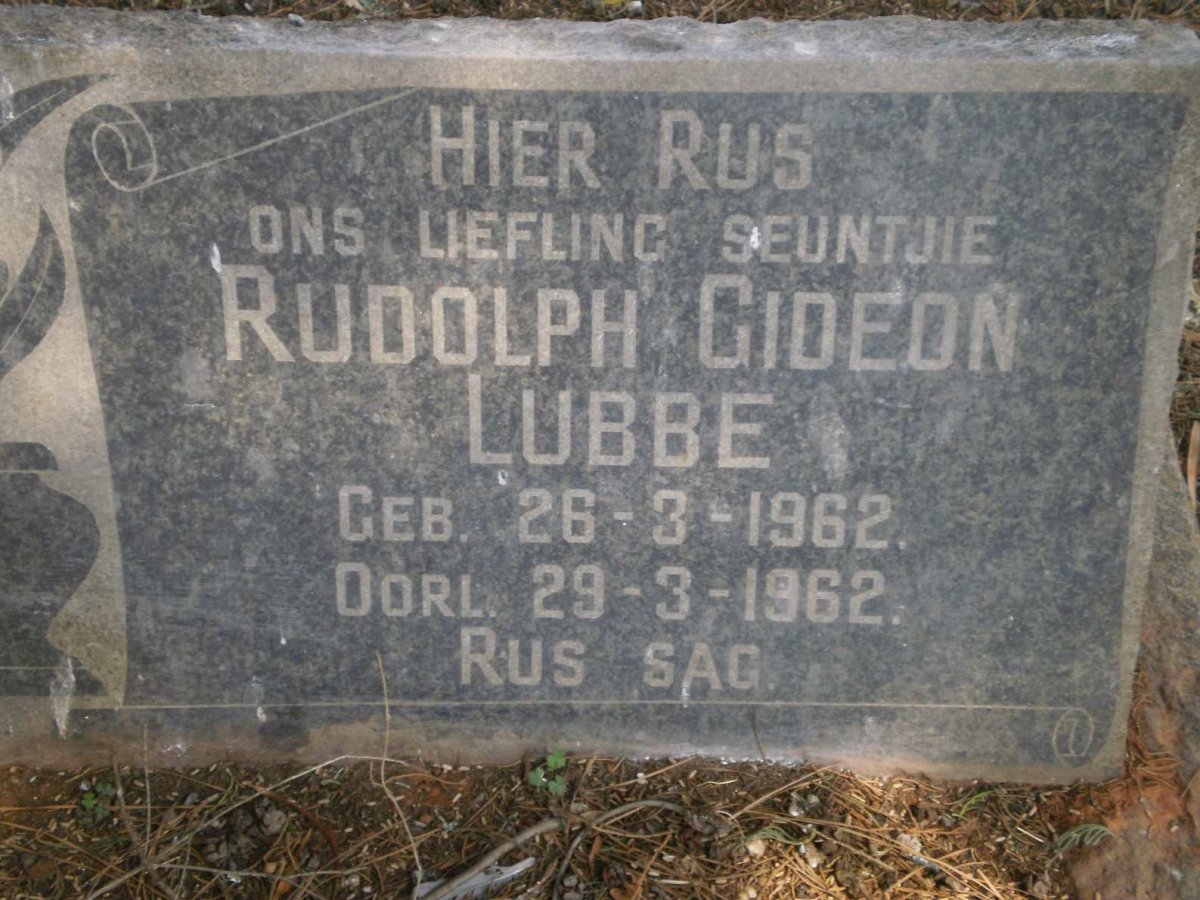 HIER RUS
ONS LIEFLING SEUNTJIE
RUDOLPH GIDEON
LUBBE
GEB. 26-3-1962.
OORL. 29-3-1962.
RUS SAG.